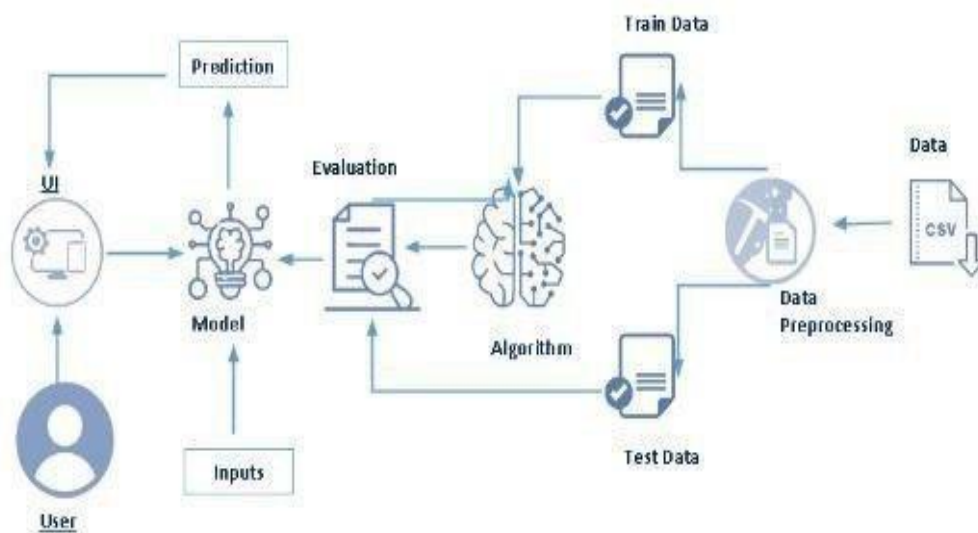 Train Data
Prediction
Data
UI
Evaluation
CSV
Model
Algorithm
Data
Preprocessing
Test Data
Inputs
User